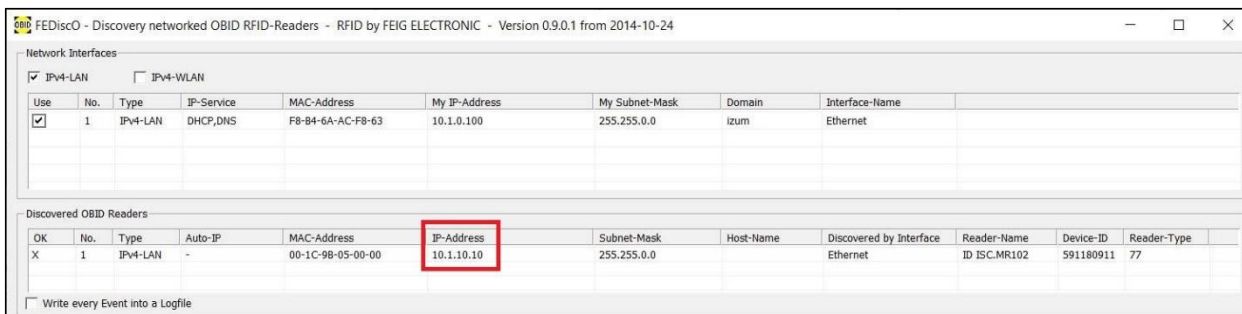 OBID FEDiscO - Discovery networked OBID RFID-Readers - RFID by FEIG ELECTRONIC - Version 0.9.0.1 from 2014-10-24
Network Interfaces
IPv4-LAN IPv4-WLAN
Use No. Type IP-Service MAC-Address My IP-Address My Subnet-Mask Domain Interface-Name
1 IPv4-LAN DHCP,DNS F8-B4-6A-AC-F8-63 10.1.0.100 255.255.0.0 izum Ethernet
Discovered OBID Readers
OK No. Type Auto-IP MAC-Address IP-Address Subnet-Mask Host-Name Discovered by Interface Reader-Name Device-ID Reader-Type
X 1 IPv4-LAN - 00-1C-9B-05-00-00 10.1.10.10 255.255.0.0 Ethernet ID ISC.MR102 591180911 77
Write every Event into a Logfile